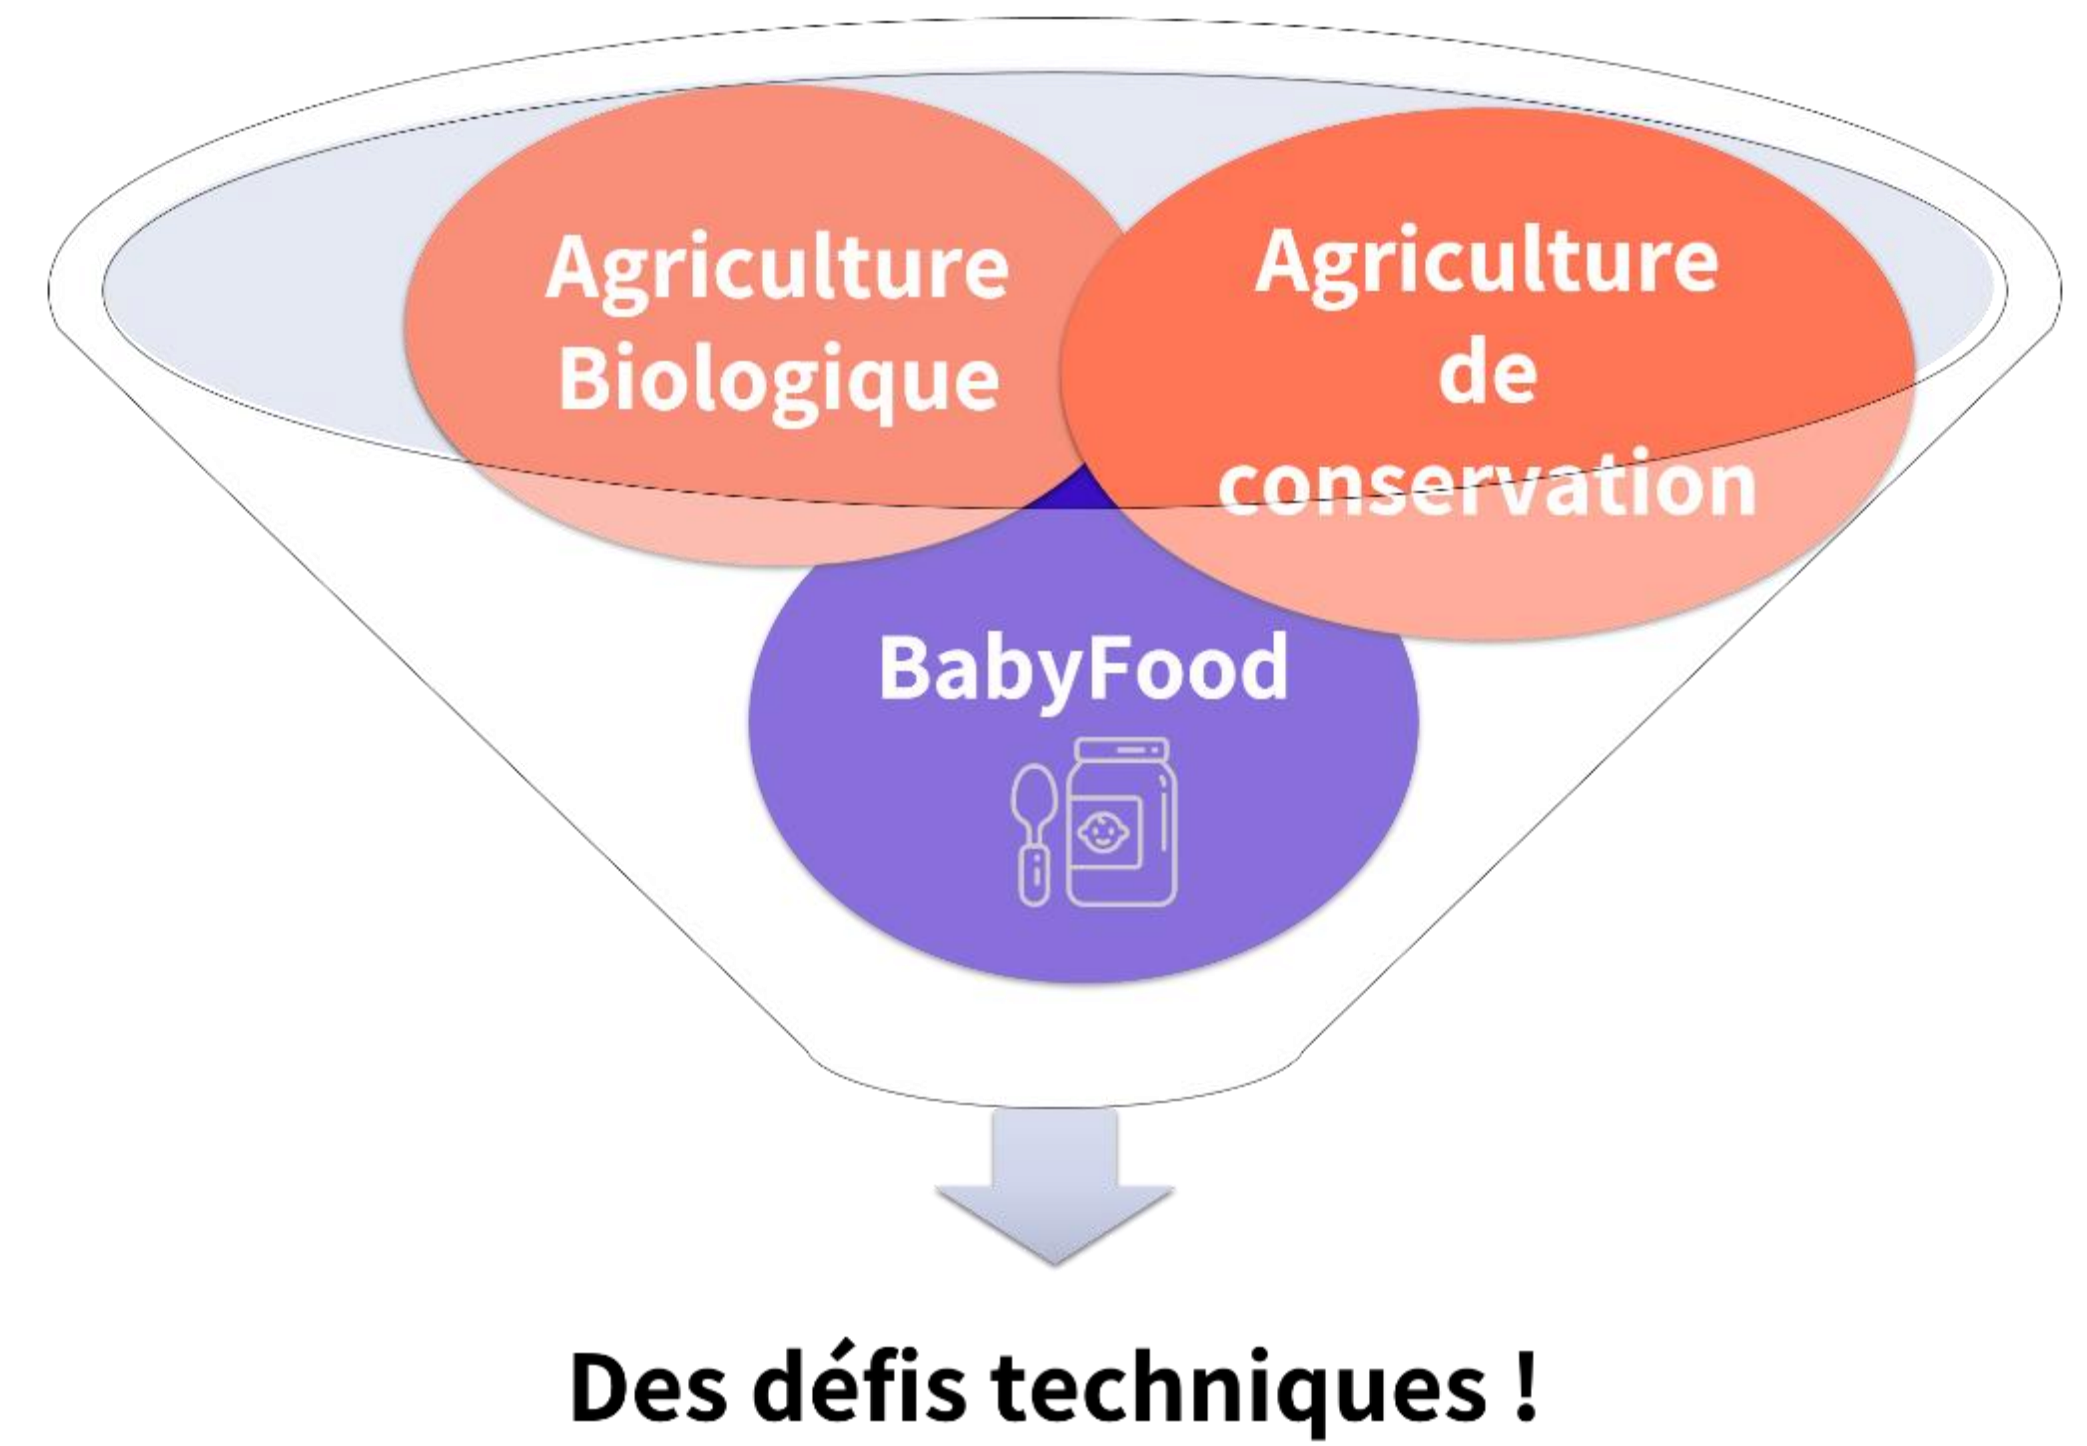 Agriculture
Biologique
Agriculture
de
conservation
BabyFood
Des défis techniques !